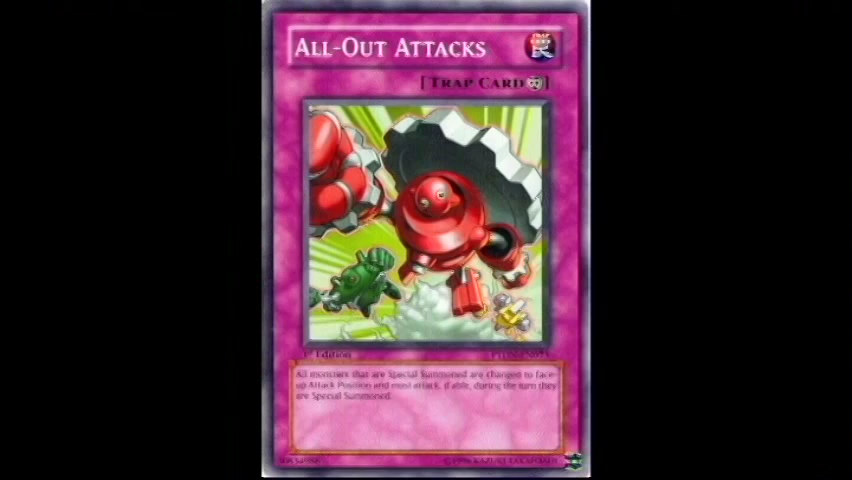 ALL-OUT ATTACKS
[TRAP CARD]
1st Edition
All monsters that are Special Summoned are changed to face-
up Attack Position and must attack, if able, during the turn they
are Special Summoned.